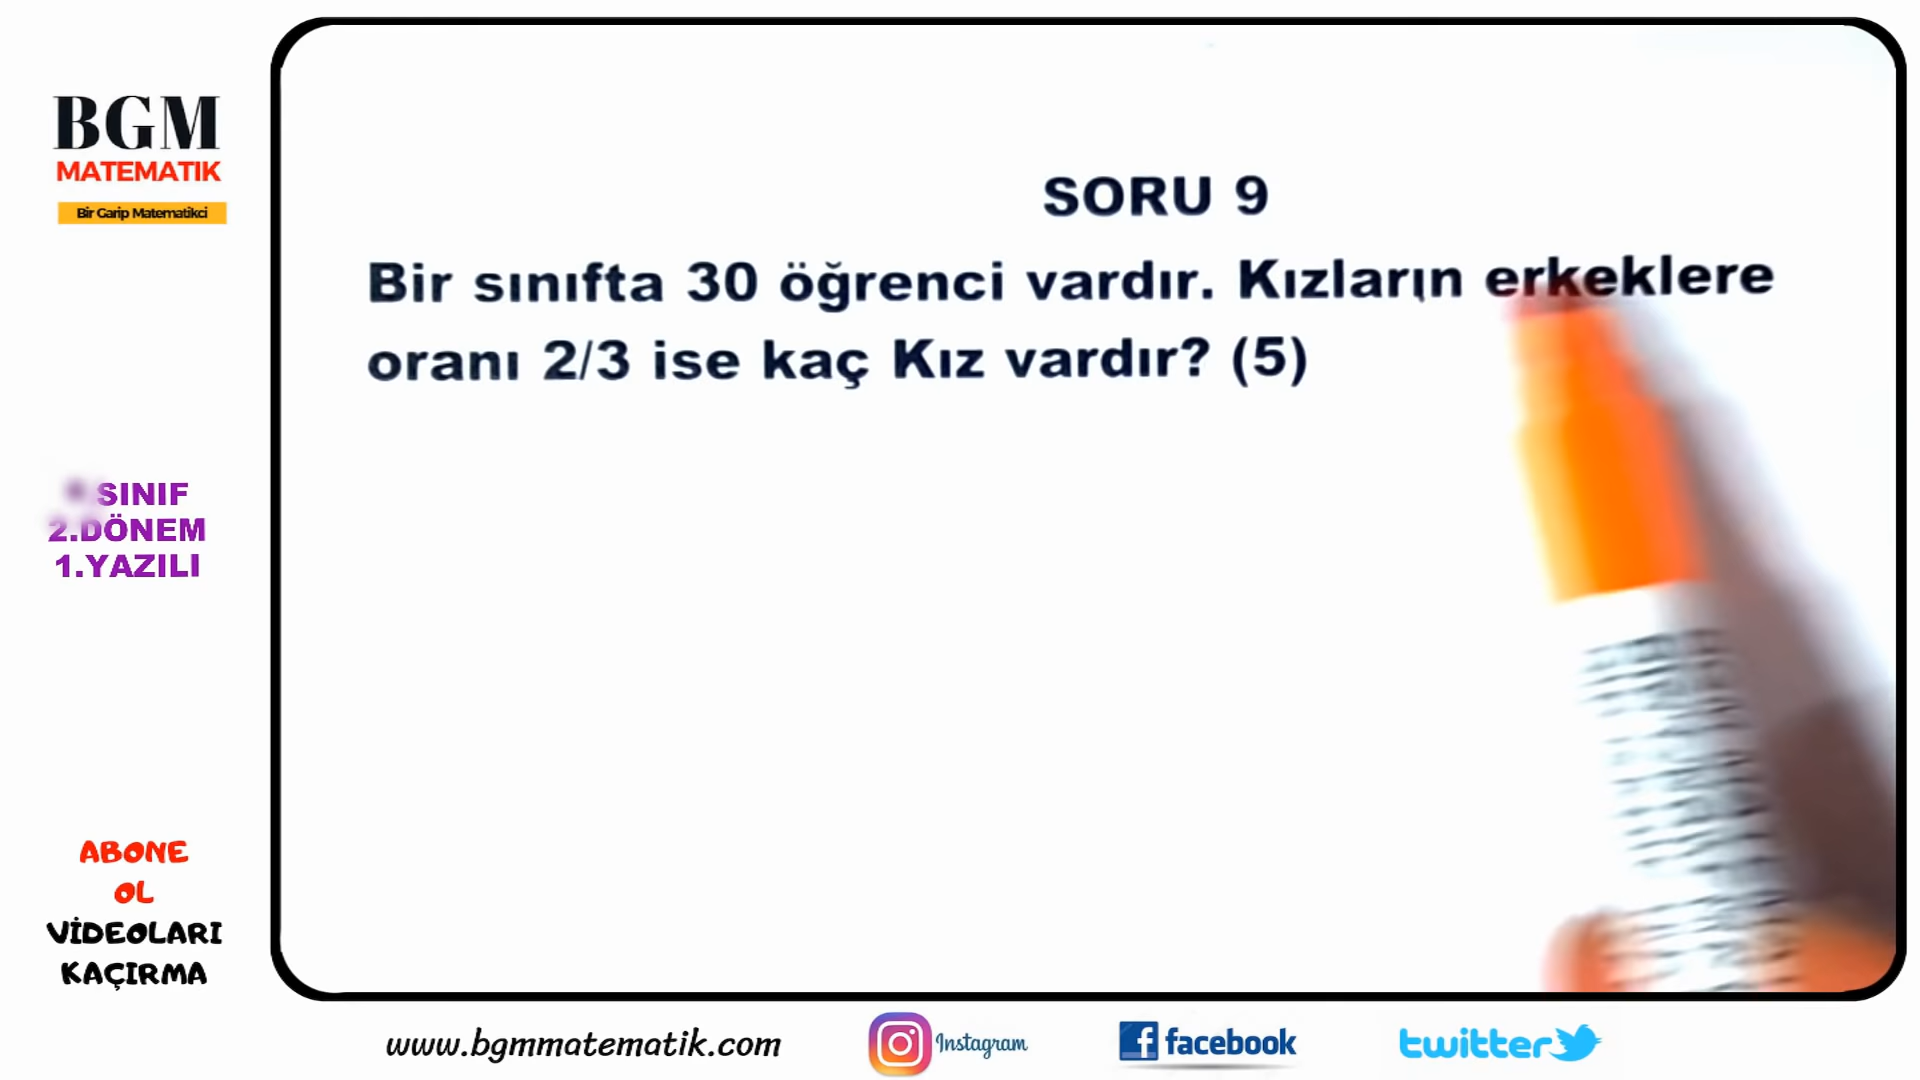 BGM
MATEMATIK
Bir Garip Matematikci
SORU 9
Bir sınıfta 30 öğrenci vardır. Kızların erkeklere
oranı 2/3 ise kaç Kız vardır? (5)
SINIF
2.DÖNEM
1.YAZILI
ABONE
OL
VİDEOLARI
KAÇIRMA
www.bgmmatematik.com
Instagram
facebook
twitter